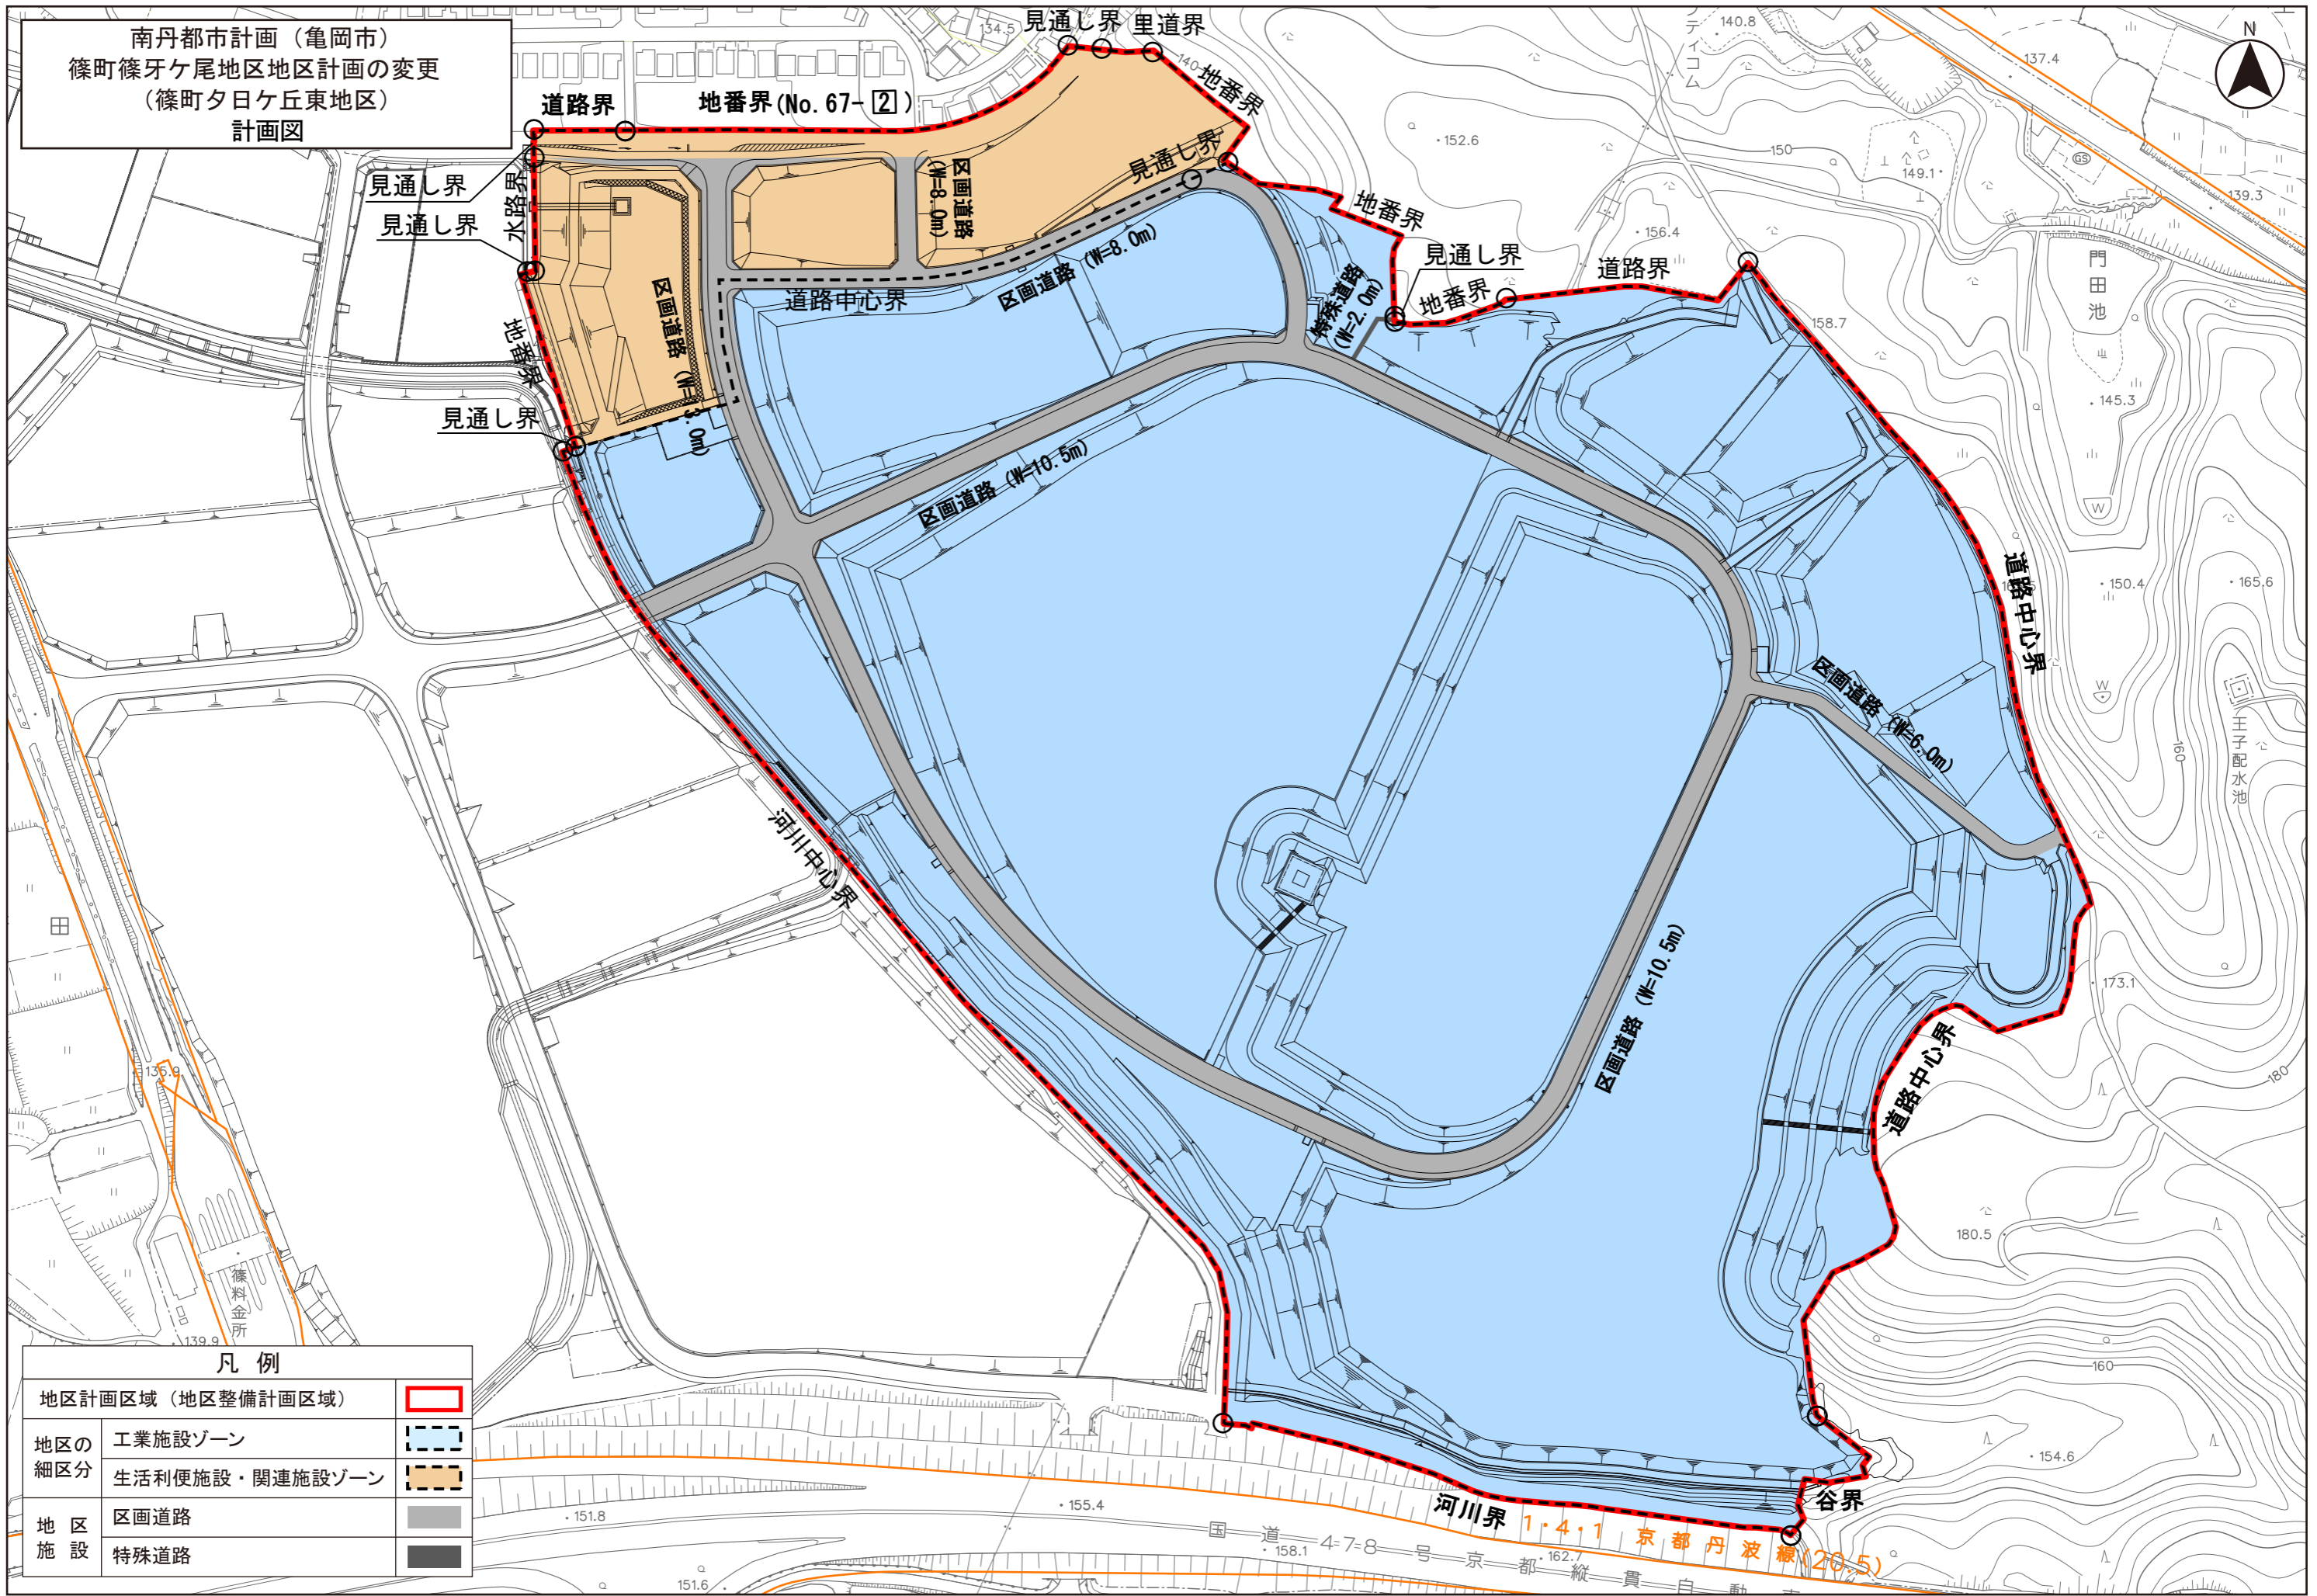 南丹都市計画（亀岡市）
篠町篠牙ケ尾地区地区計画の変更
（篠町夕日ケ丘東地区）
計画図
見通し界
里道界
134.5
140
地番界
道路界
地番界(No.67-2)
見通し界
水路界
見通し界
地番界
見通し界
区画道路（W=13.0m）
区画道路
(W=8.0m)
見通し界
道路中心界
区画道路（W=8.0m）
地番界
特殊道路
(W=2.0m)
見通し界
地番界
道路界
140.8
137.4
N
152.6
150
149.1
GS
139.3
156.4
門田池
158.7
145.3
W
150.4
165.6
W
160
王子配水池
区画道路（W=10.5m）
道路中心界
区画道路（W=6.0m）
河川中心界
区画道路（W=10.5m）
173.1
180
道路中心界
180.5
160
154.6
田
135.9
篠料金所
139.9
凡 例
地区計画区域（地区整備計画区域）
地区の
細区分
工業施設ゾーン
生活利便施設・関連施設ゾーン
地 区
施 設
区画道路
特殊道路
151.8
155.4
151.6
158.1
162.7
河川界
谷界
1・4・1 京都丹波線(20.5)
国道478号京都縦貫自動